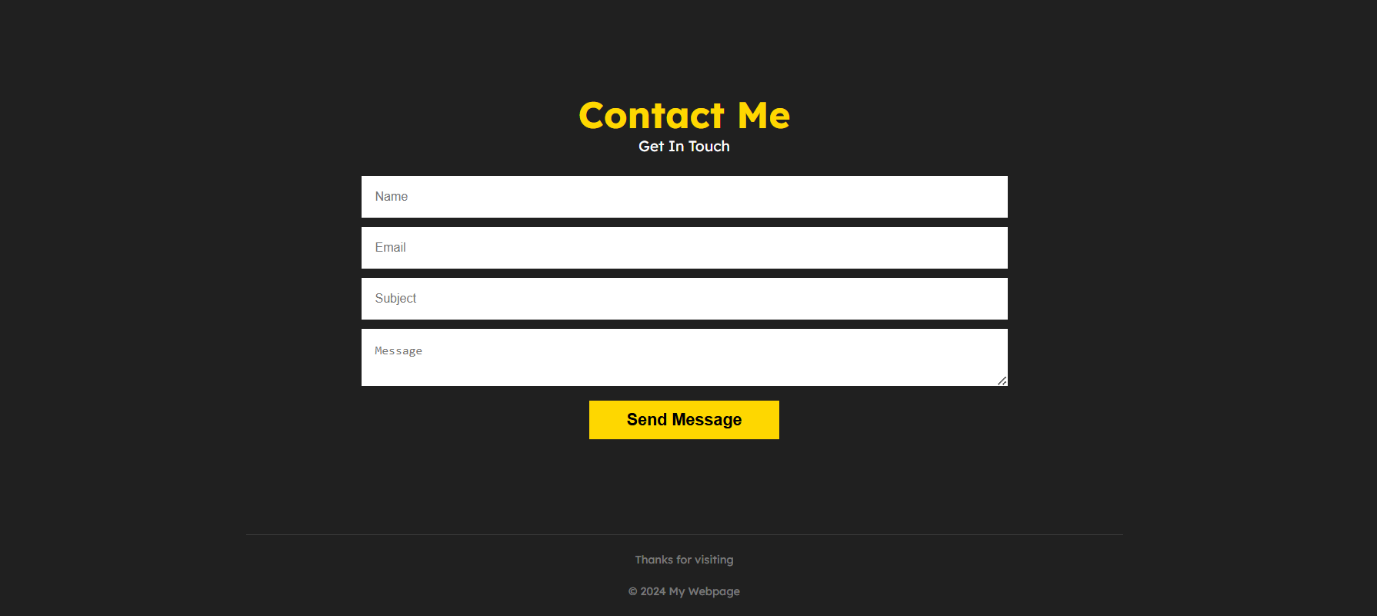 Contact Me
Get In Touch
Name
Email
Subject
Message
Send Message
Thanks for visiting
© 2024 My Webpage